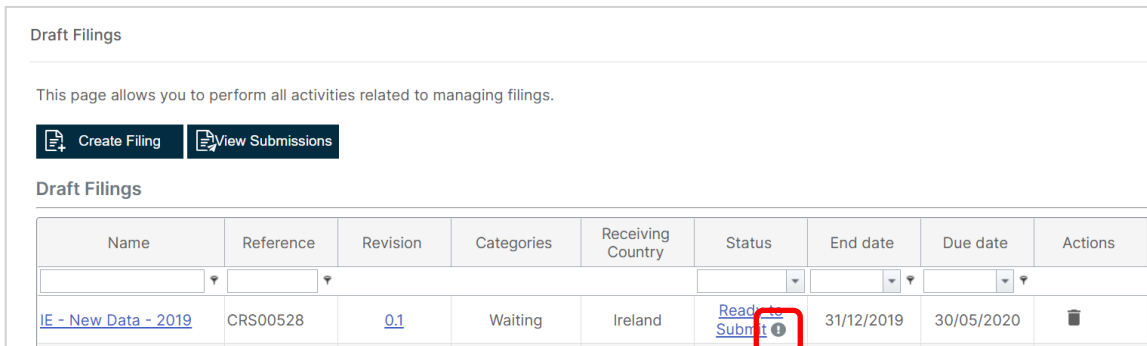 Draft Filings
This page allows you to perform all activities related to managing filings.
Create Filing View Submissions
Draft Filings
Name Reference Revision Categories Receiving Country Status End date Due date Actions
IE - New Data - 2019 CRS00528 0.1 Waiting Ireland Ready to Submit 31/12/2019 30/05/2020